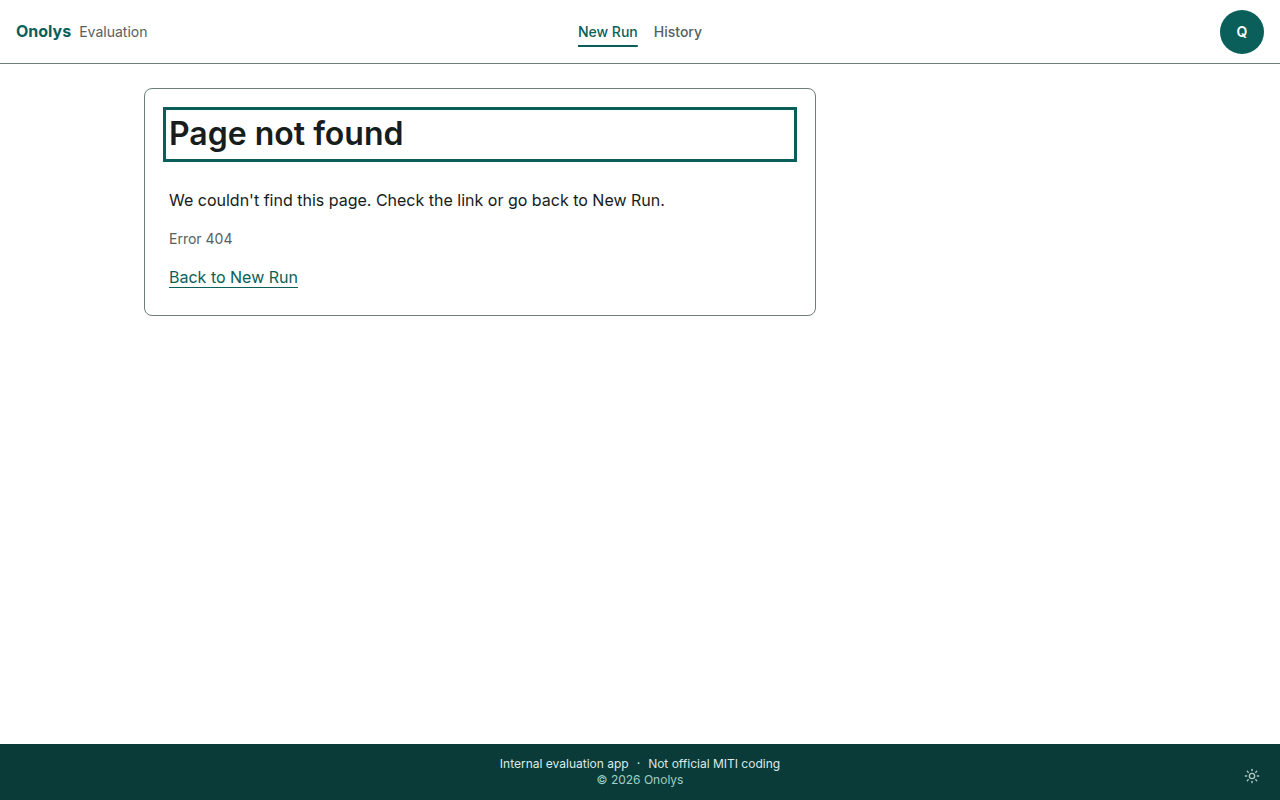 Onolys Evaluation
New Run
History
Q
Page not found
We couldn't find this page. Check the link or go back to New Run.
Error 404
Back to New Run
Internal evaluation app · Not official MITI coding
© 2026 Onolys